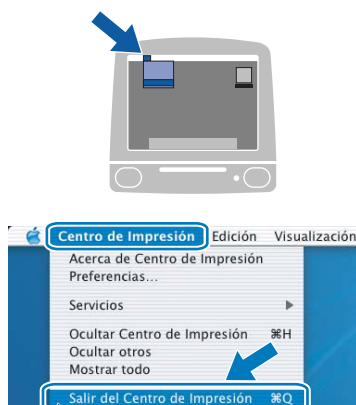 Centro de Impresión Edición Visualización
Acerca de Centro de Impresión
Preferencias...
Servicios
Ocultar Centro de Impresión ⌘H
Ocultar otros
Mostrar todo
Salir del Centro de Impresión ⌘Q